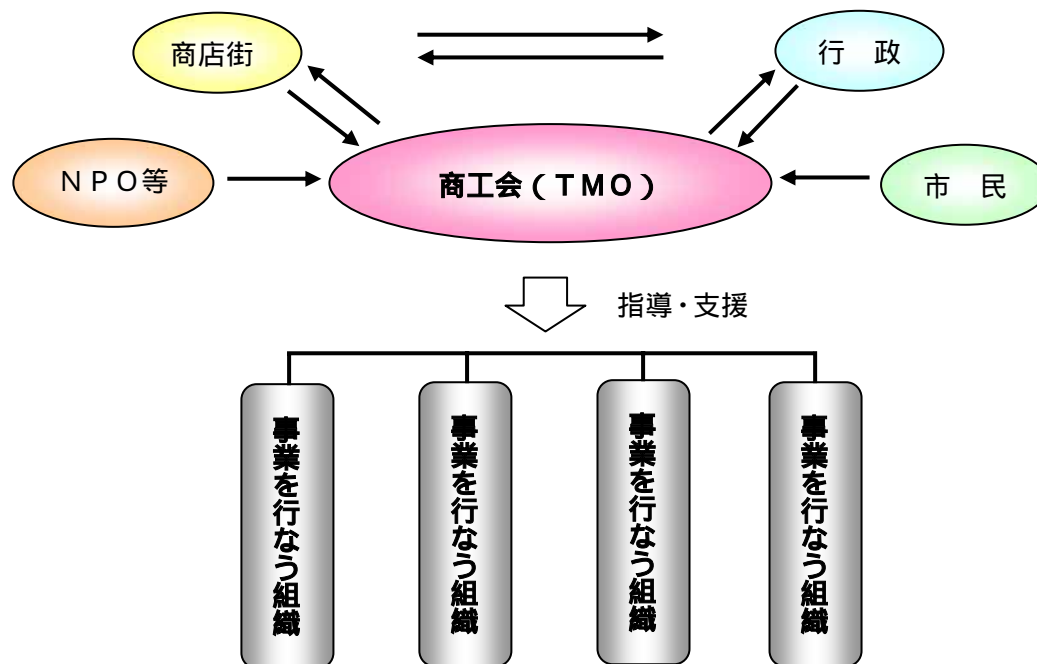 商店街
行　政
ＮＰＯ等
商工会（ＴＭＯ）
市　民
指導・支援
事業を行なう組織
事業を行なう組織
事業を行なう組織
事業を行なう組織